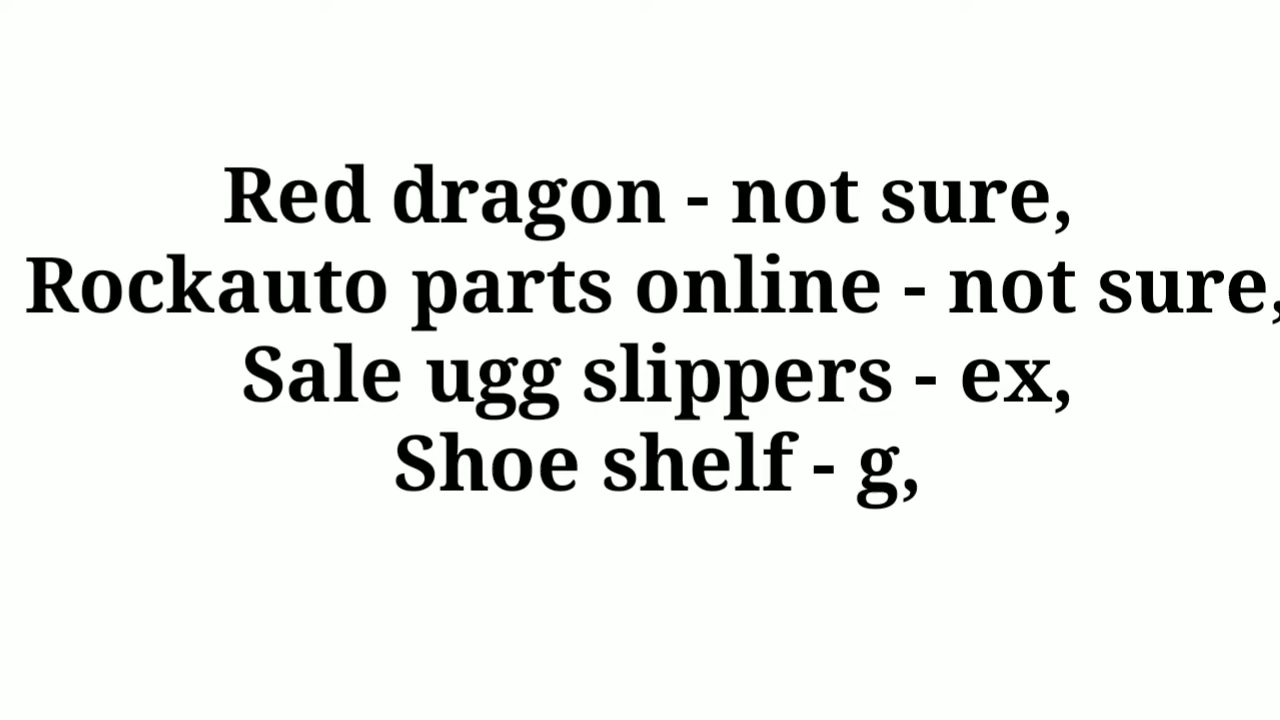 Red dragon - not sure,
Rockauto parts online - not sure,
Sale ugg slippers - ex,
Shoe shelf - g,